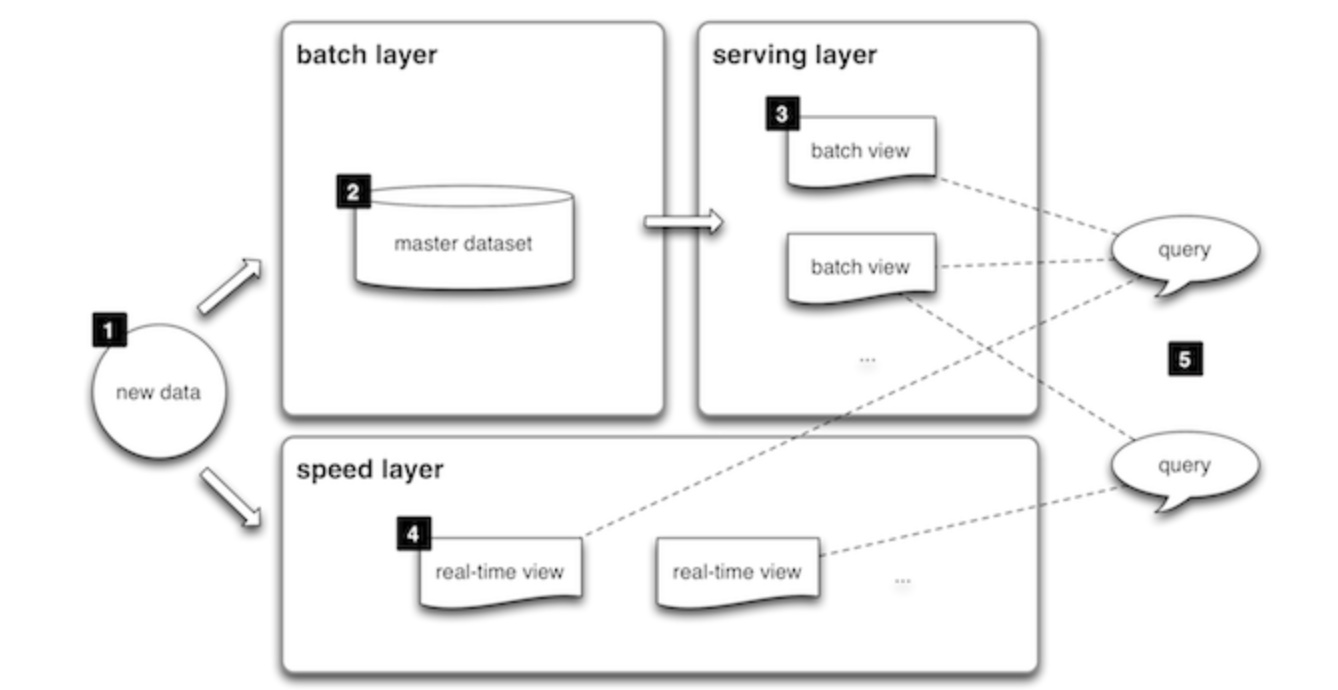 batch layer
serving layer
3
batch view
2
master dataset
query
batch view
1
new data
...
5
speed layer
query
4
real-time view
real-time view
...